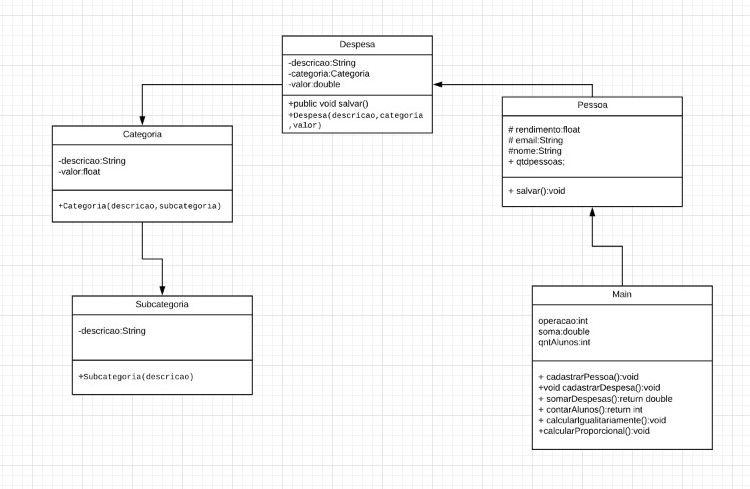 Despesa
-descricao:String
-categoria:Categoria
-valor:double
+public void salvar()
+Despesa(descricao,categoria
,valor)
Pessoa
# rendimento:float
# email:String
#nome:String
+ qtdpessoas;
+ salvar():void
Categoria
-descricao:String
-valor:float
+Categoria(descricao,subcategoria)
Subcategoria
-descricao:String
+Subcategoria(descricao)
Main
operacao:int
soma:double
qntAlunos:int
+ cadastrarPessoa():void
+void cadastrarDespesa():void
+ somarDespesas():return double
+ contarAlunos():return int
+ calcularIgualitariamente():void
+calcularProporcional():void